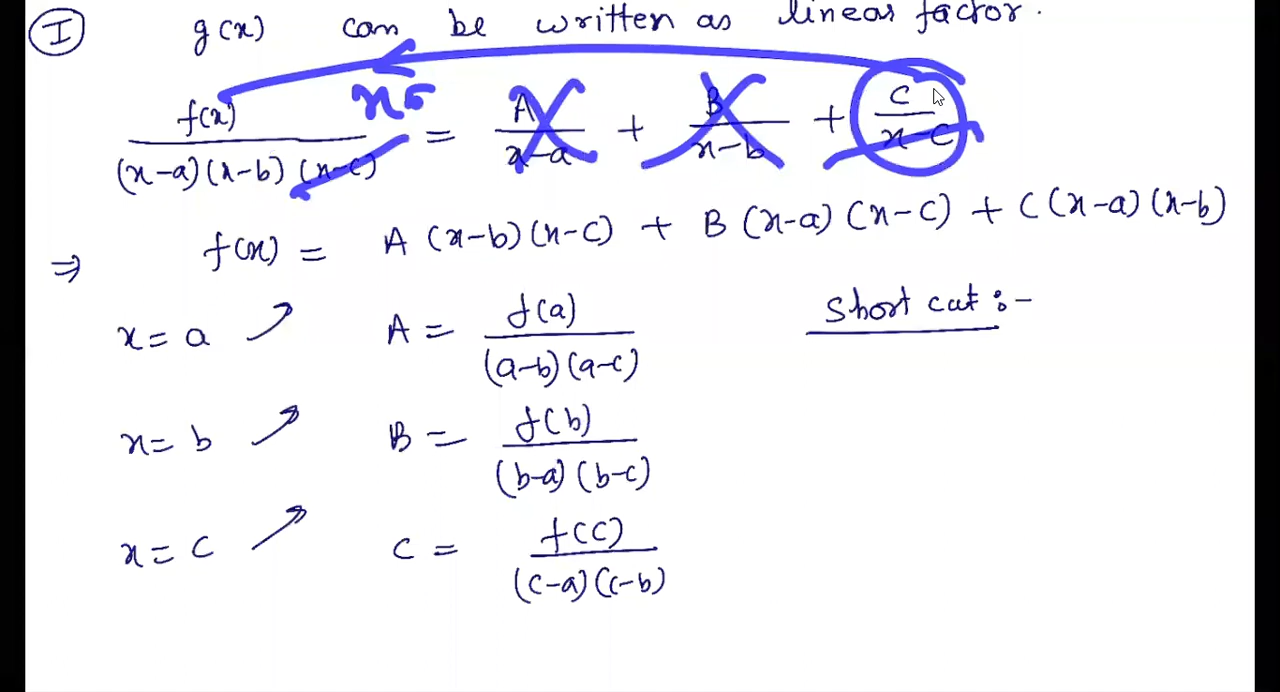 I g(x) can be written as linear factor.
f(x)/((x-a)(x-b)(x-c)) = A/(x-a) + B/(x-b) + C/(x-c)
⇒ f(x) = A (x-b)(x-c) + B (x-a)(x-c) + C (x-a)(x-b)
x = a ↗ A = f(a)/((a-b)(a-c)) Short cut :-
x = b ↗ B = f(b)/((b-a)(b-c))
x = c ↗ C = f(c)/((c-a)(c-b))